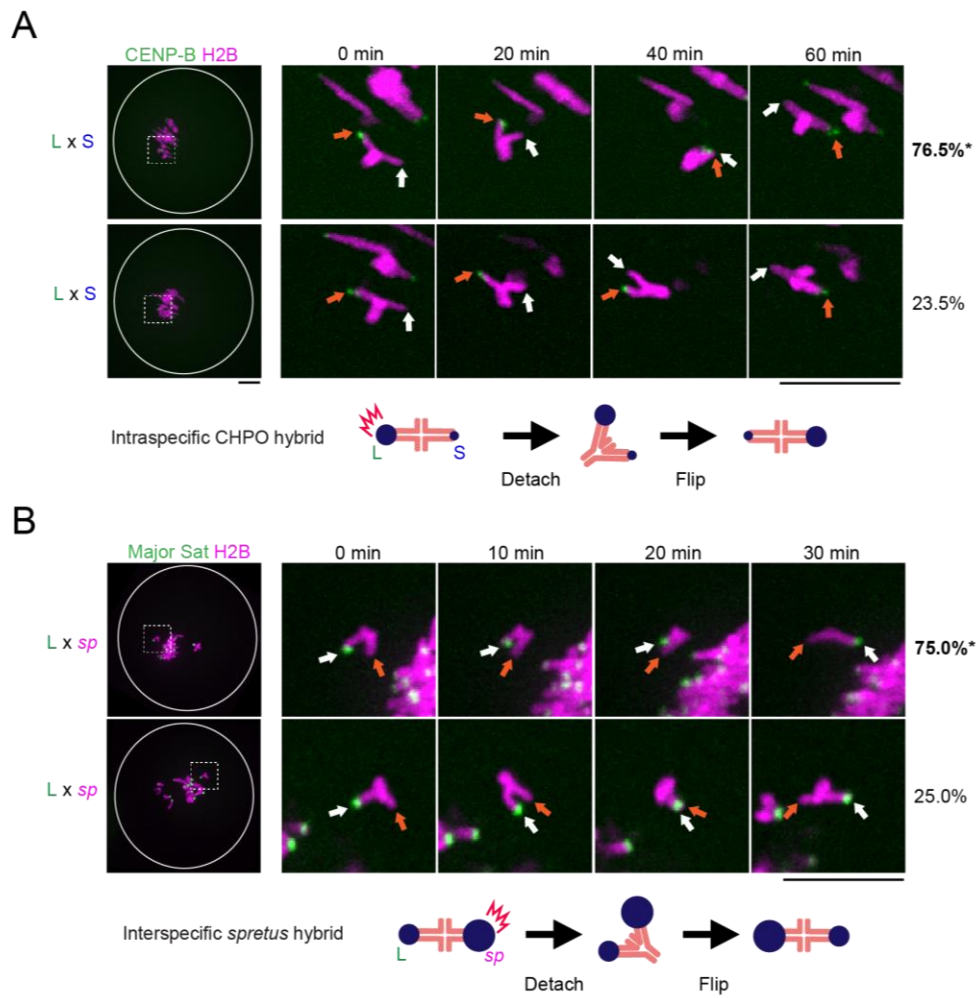 A
CENP-B H2B
0 min 20 min 40 min 60 min
L x S
76.5%*
L x S
23.5%
Intraspecific CHPO hybrid
L
S
Detach
Flip
B
Major Sat H2B
0 min 10 min 20 min 30 min
L x sp
75.0%*
L x sp
25.0%
Interspecific spretus hybrid
L
sp
Detach
Flip